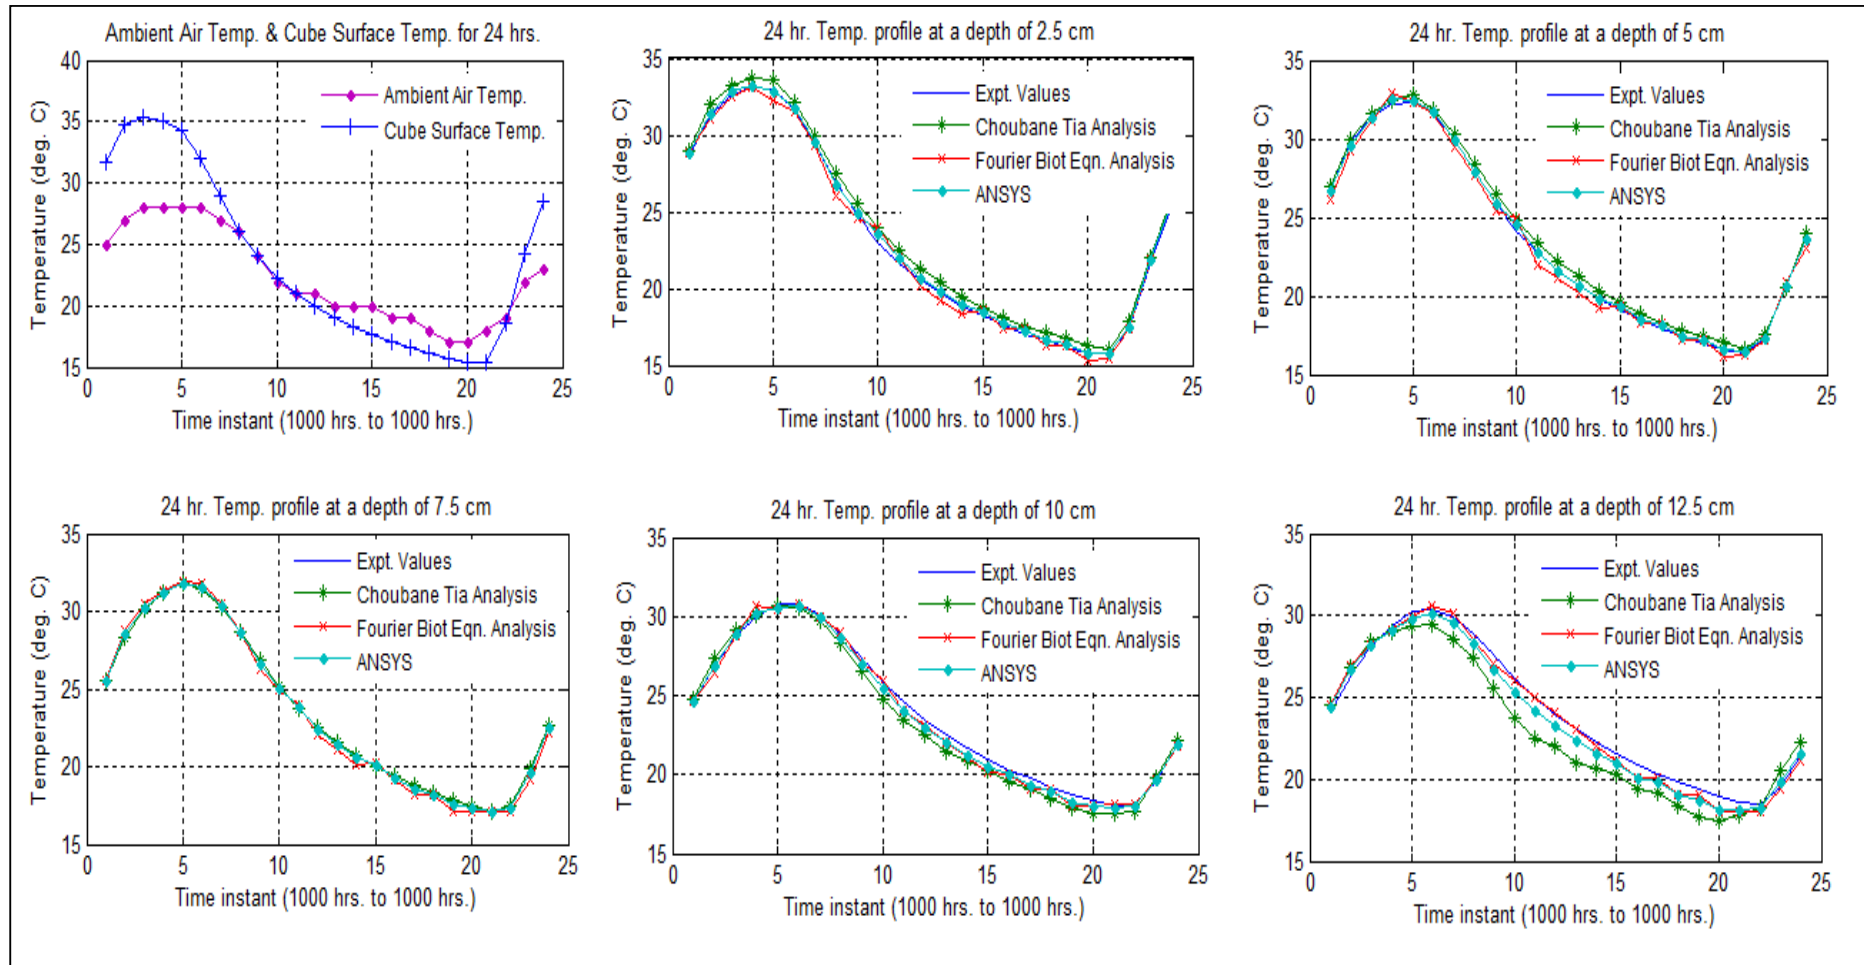 Ambient Air Temp. & Cube Surface Temp. for 24 hrs.
40
35
30
25
20
15
0
5
10
15
20
25
Temperature (deg. C)
Time instant (1000 hrs. to 1000 hrs.)
Ambient Air Temp.
Cube Surface Temp.
24 hr. Temp. profile at a depth of 2.5 cm
35
30
25
20
15
0
5
10
15
20
25
Temperature (deg. C)
Time instant (1000 hrs. to 1000 hrs.)
Expt. Values
Choubane Tia Analysis
Fourier Biot Eqn. Analysis
ANSYS
24 hr. Temp. profile at a depth of 5 cm
35
30
25
20
15
0
5
10
15
20
25
Temperature (deg. C)
Time instant (1000 hrs. to 1000 hrs.)
Expt. Values
Choubane Tia Analysis
Fourier Biot Eqn. Analysis
ANSYS
24 hr. Temp. profile at a depth of 7.5 cm
35
30
25
20
15
0
5
10
15
20
25
Temperature (deg. C)
Time instant (1000 hrs. to 1000 hrs.)
Expt. Values
Choubane Tia Analysis
Fourier Biot Eqn. Analysis
ANSYS
24 hr. Temp. profile at a depth of 10 cm
35
30
25
20
15
0
5
10
15
20
25
Temperature (deg. C)
Time instant (1000 hrs. to 1000 hrs.)
Expt. Values
Choubane Tia Analysis
Fourier Biot Eqn. Analysis
ANSYS
24 hr. Temp. profile at a depth of 12.5 cm
35
30
25
20
15
0
5
10
15
20
25
Temperature (deg. C)
Time instant (1000 hrs. to 1000 hrs.)
Expt. Values
Choubane Tia Analysis
Fourier Biot Eqn. Analysis
ANSYS